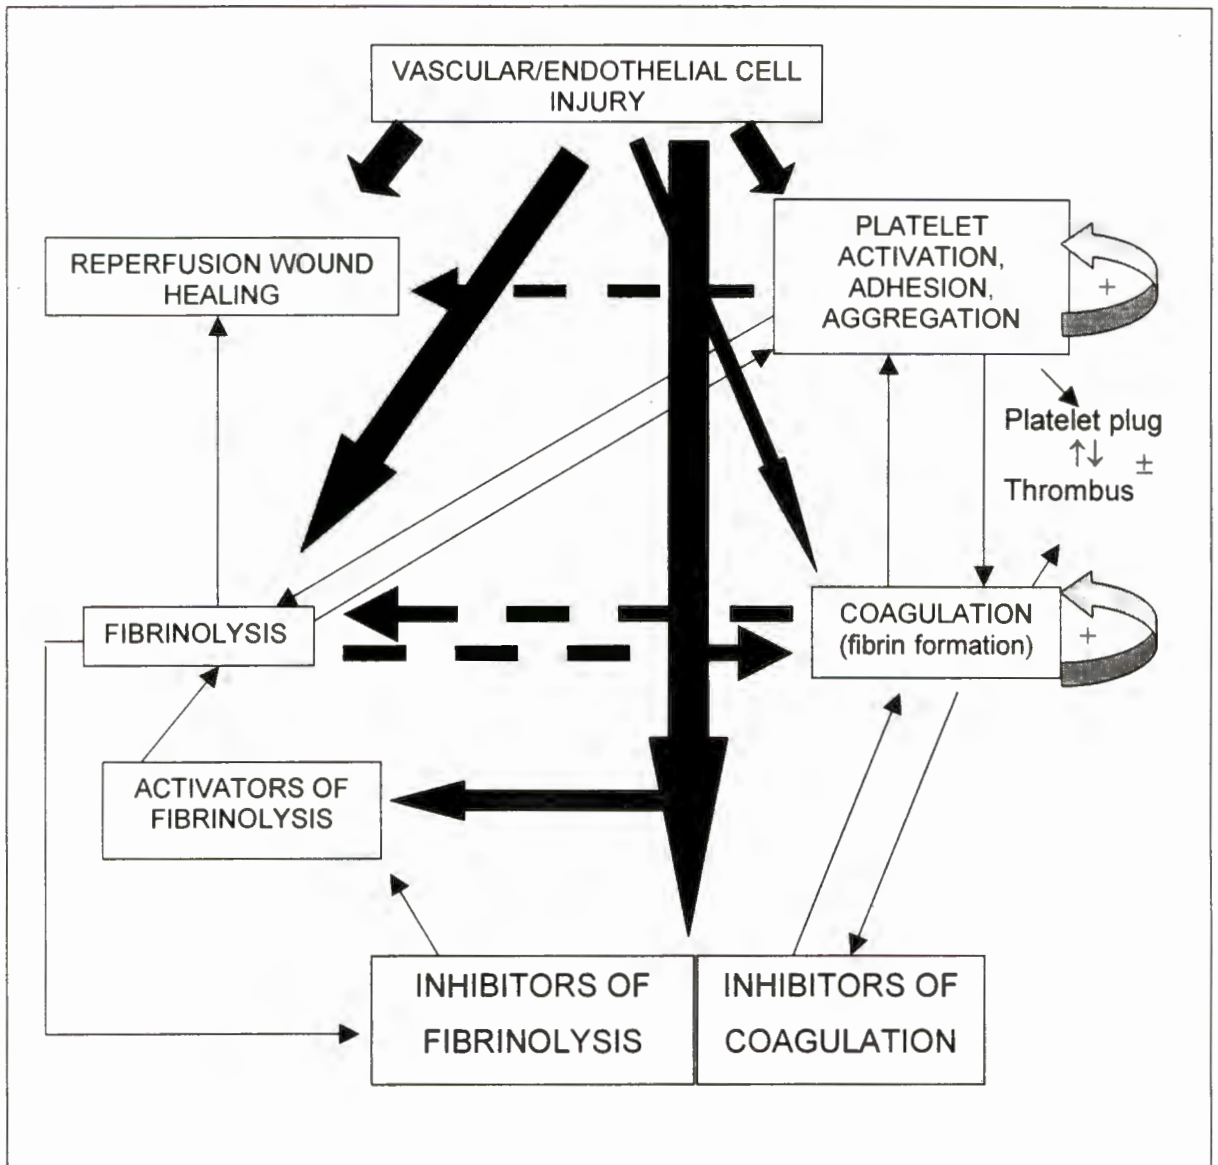 VASCULAR/ENDOTHELIAL CELL
INJURY
REPERFUSION WOUND
HEALING
PLATELET
ACTIVATION,
ADHESION,
AGGREGATION
+
Platelet plug
↑↓ ±
Thrombus
FIBRINOLYSIS
COAGULATION
(fibrin formation)
+
ACTIVATORS OF
FIBRINOLYSIS
INHIBITORS OF
FIBRINOLYSIS
INHIBITORS OF
COAGULATION